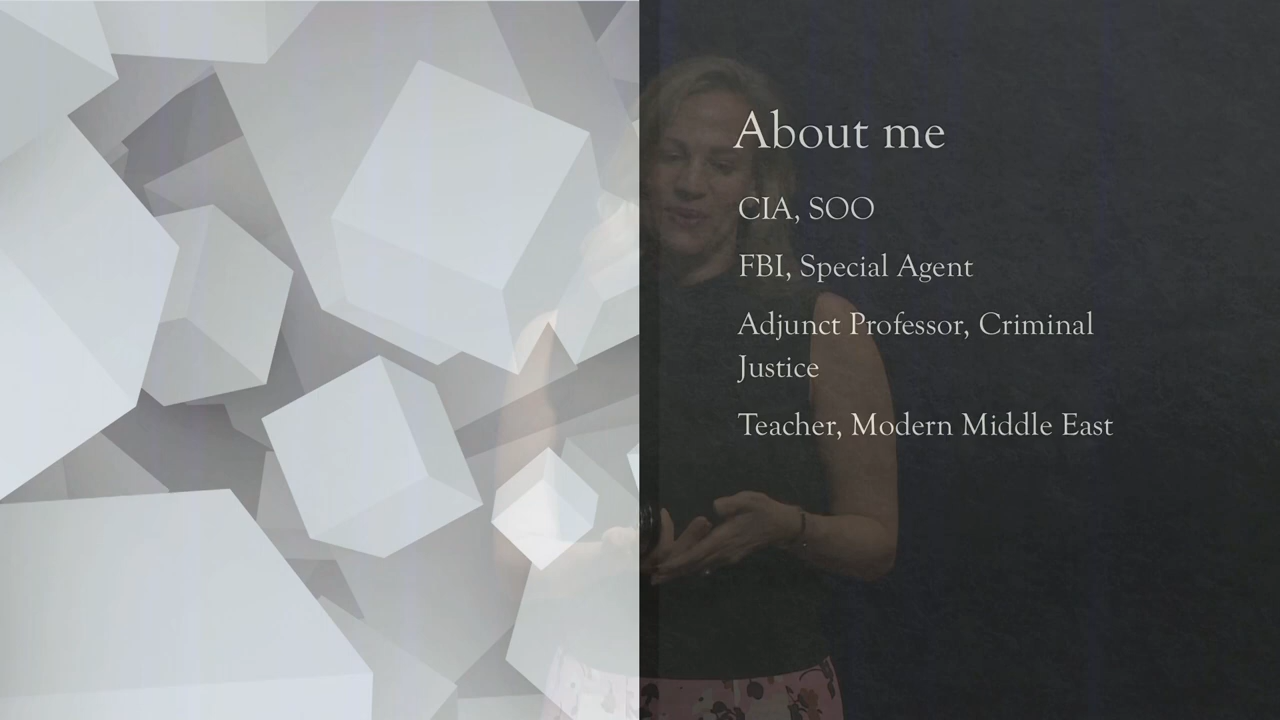 About me
CIA, SOO
FBI, Special Agent
Adjunct Professor, Criminal
Justice
Teacher, Modern Middle East